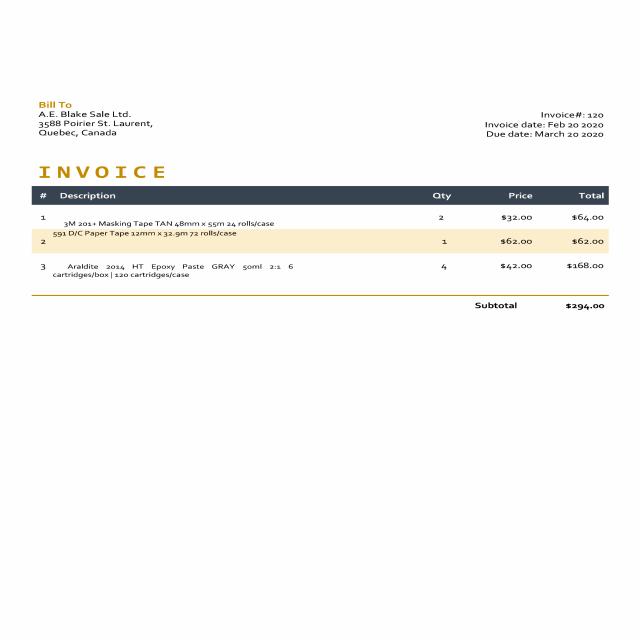 Bill To
A.E. Blake Sale Ltd.
3588 Poirier St. Laurent,
Quebec, Canada
Invoice#: 120
Invoice date: Feb 20 2020
Due date: March 20 2020
INVOICE
# Description Qty Price Total
1 3M 201+ Masking Tape TAN 48mm x 55m 24 rolls/case 2 $32.00 $64.00
2 591 D/C Paper Tape 12mm x 32.9m 72 rolls/case 1 $62.00 $62.00
3 Araldite 2014 HT Epoxy Paste GRAY 50ml 2:1 6 4 $42.00 $168.00
cartridges/box | 120 cartridges/case
Subtotal $294.00